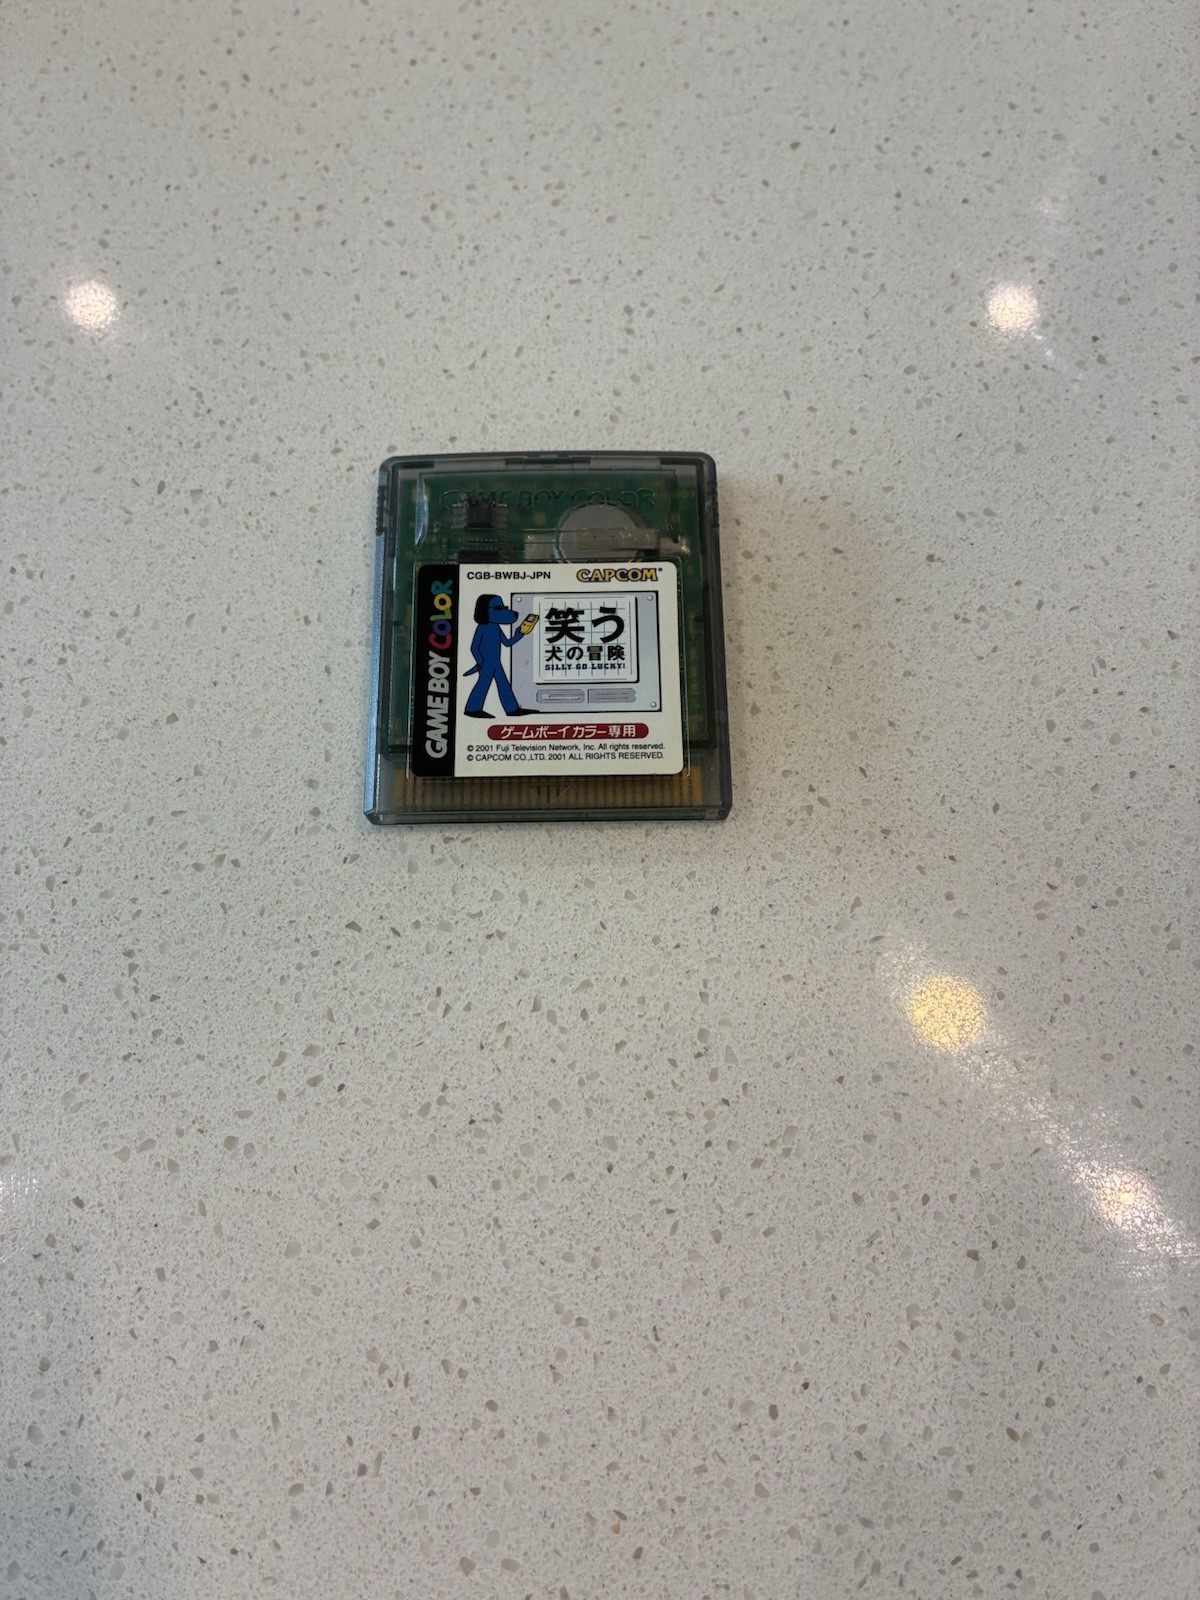 GAME BOY COLOR
CGB-BWBJ-JPN
CAPCOM
GAME BOY COLOR
笑う
犬の冒険
SILLY GO LUCKY!
ゲームボーイ カラー専用
© 2001 Fuji Television Network, Inc. All rights reserved.
© CAPCOM CO.,LTD. 2001 ALL RIGHTS RESERVED.